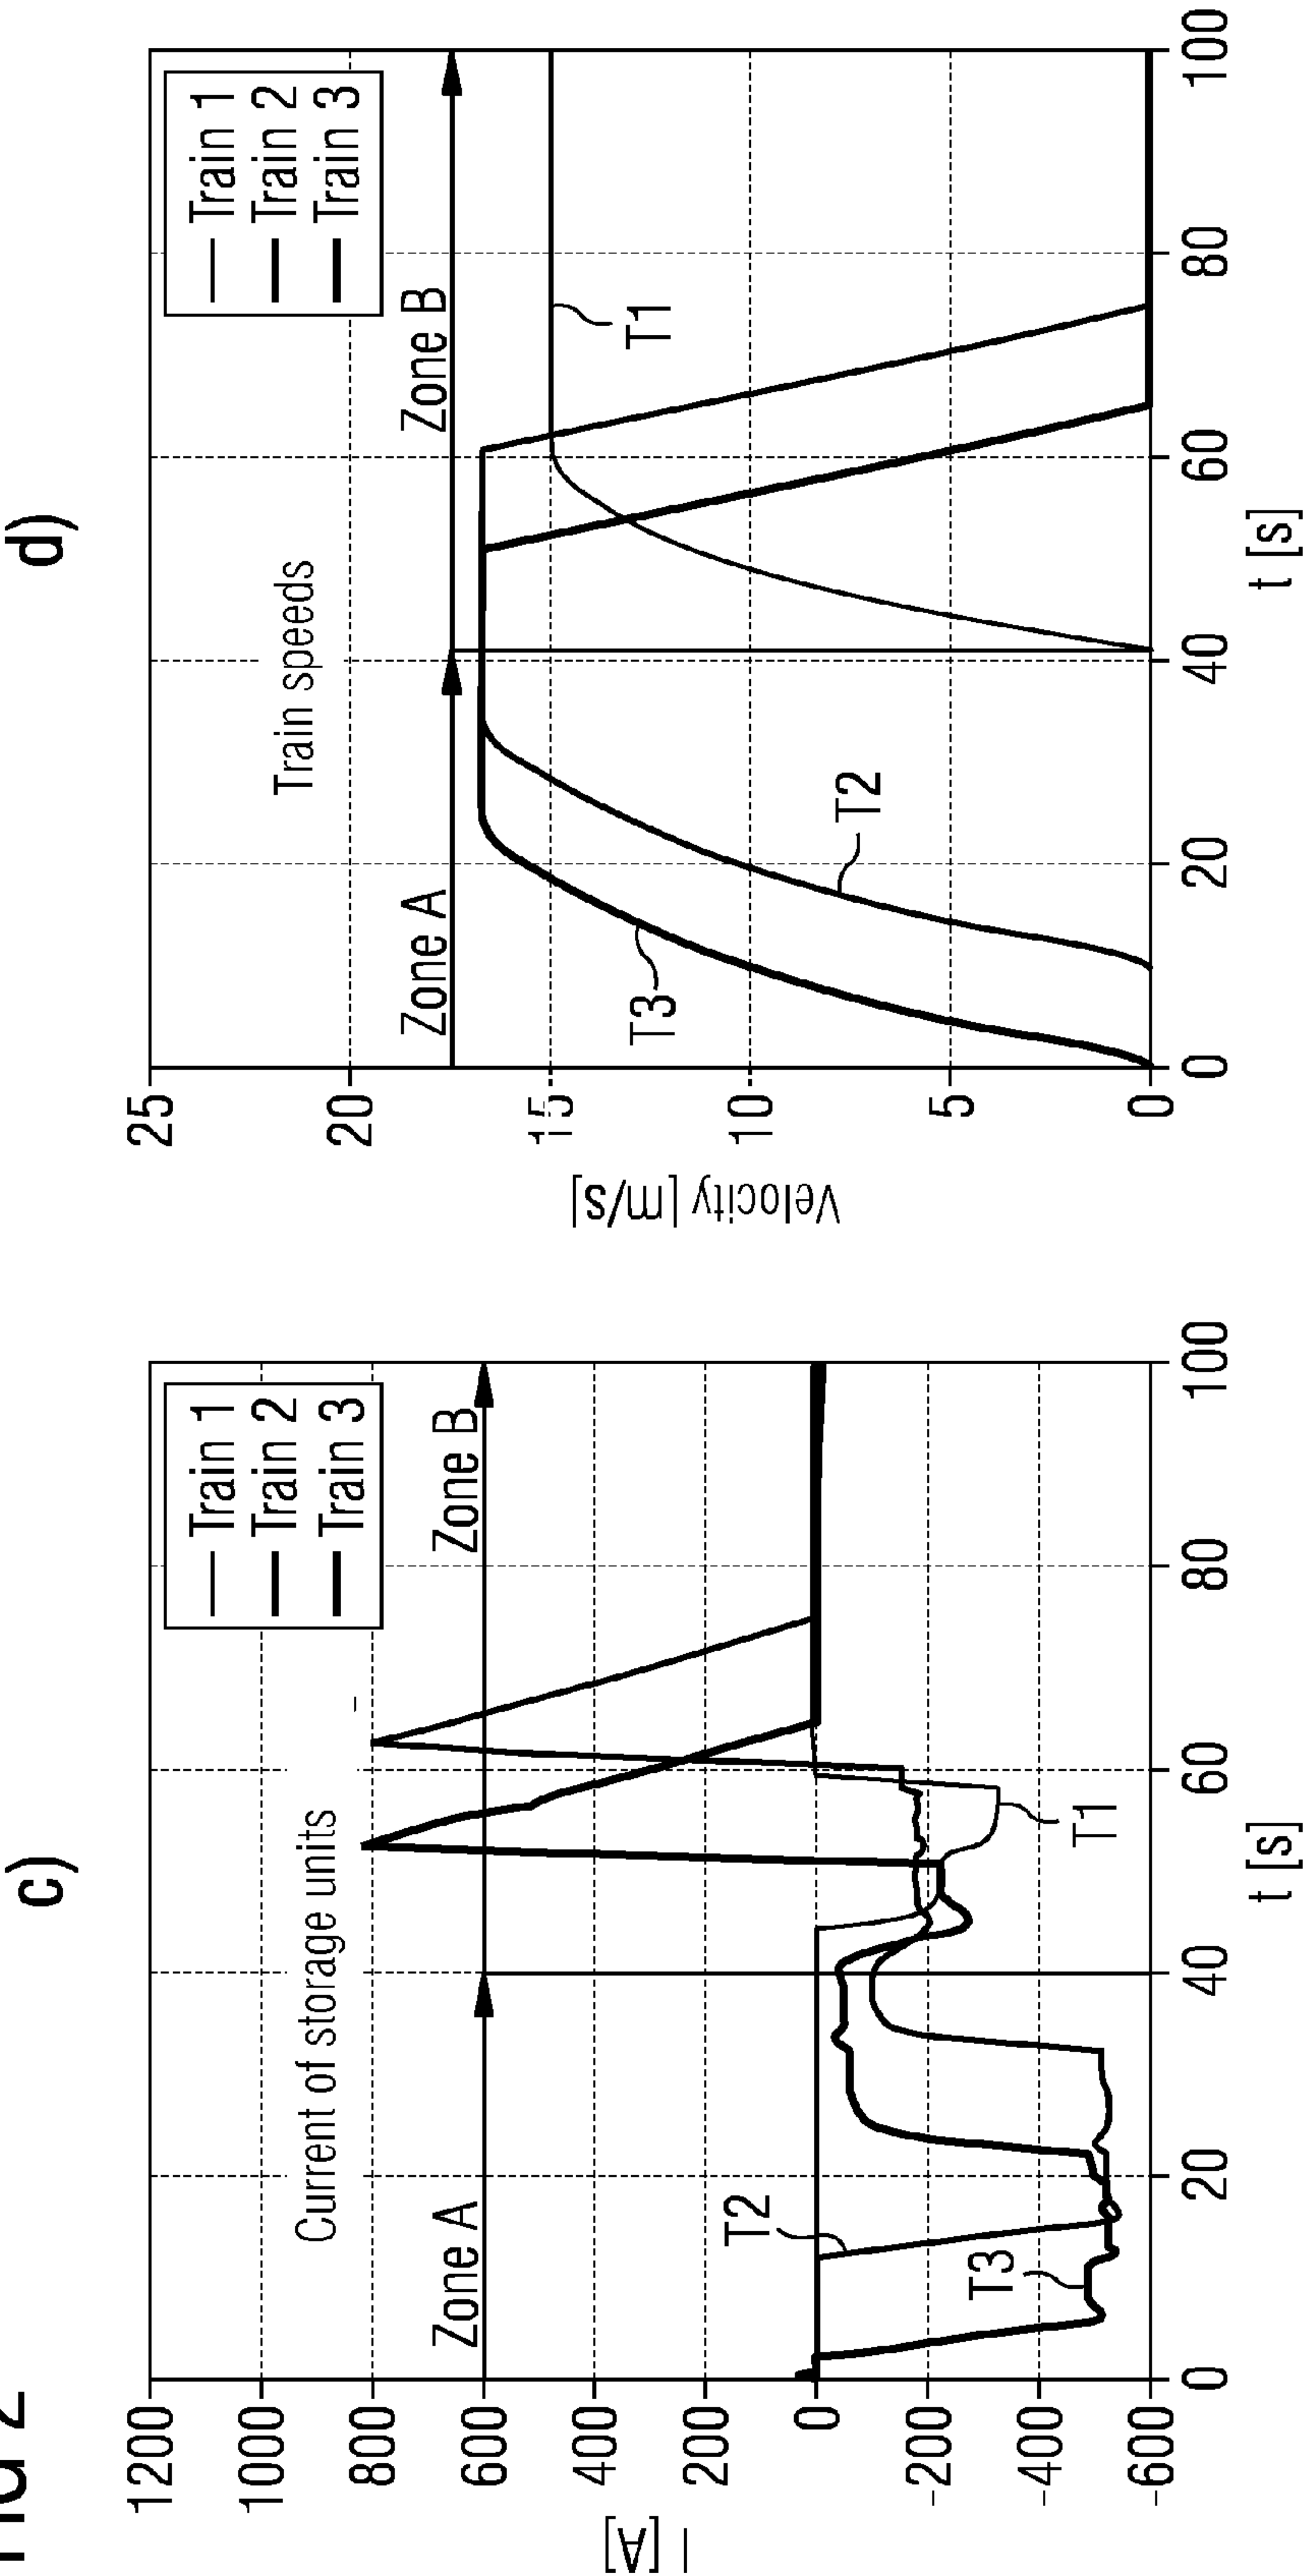 FIG 2
c)
Current of storage units
Train 1
Train 2
Train 3
Zone A
Zone B
T2
T3
T1
1200
1000
800
600
400
200
0
-200
-400
-600
I [A]
0
20
40
60
80
100
t [s]
d)
Train speeds
Train 1
Train 2
Train 3
Zone A
Zone B
T3
T2
T1
25
20
15
10
5
0
Velocity [m/s]
0
20
40
60
80
100
t [s]